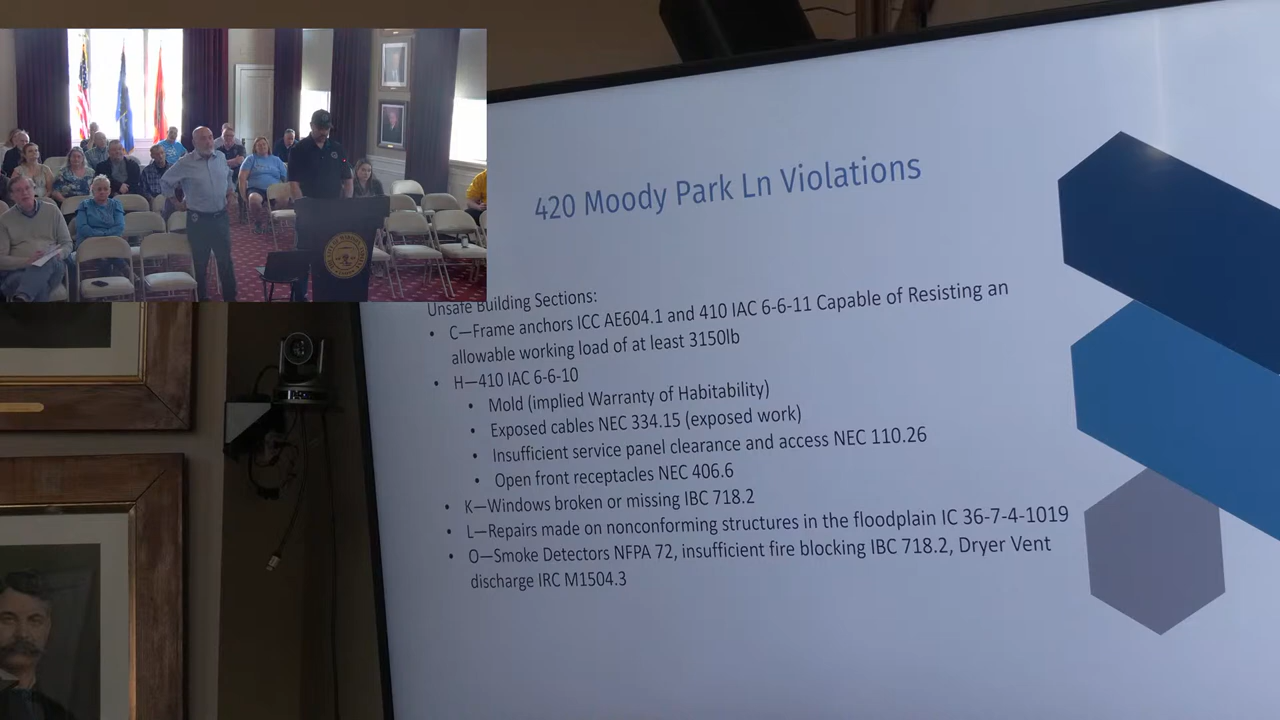 420 Moody Park Ln Violations
Unsafe Building Sections:
• C—Frame anchors ICC AE604.1 and 410 IAC 6-6-11 Capable of Resisting an
allowable working load of at least 3150lb
• H—410 IAC 6-6-10
• Mold (implied Warranty of Habitability)
• Exposed cables NEC 334.15 (exposed work)
• Insufficient service panel clearance and access NEC 110.26
• Open front receptacles NEC 406.6
• K—Windows broken or missing IBC 718.2
• L—Repairs made on nonconforming structures in the floodplain IC 36-7-4-1019
• O—Smoke Detectors NFPA 72, insufficient fire blocking IBC 718.2, Dryer Vent
discharge IRC M1504.3